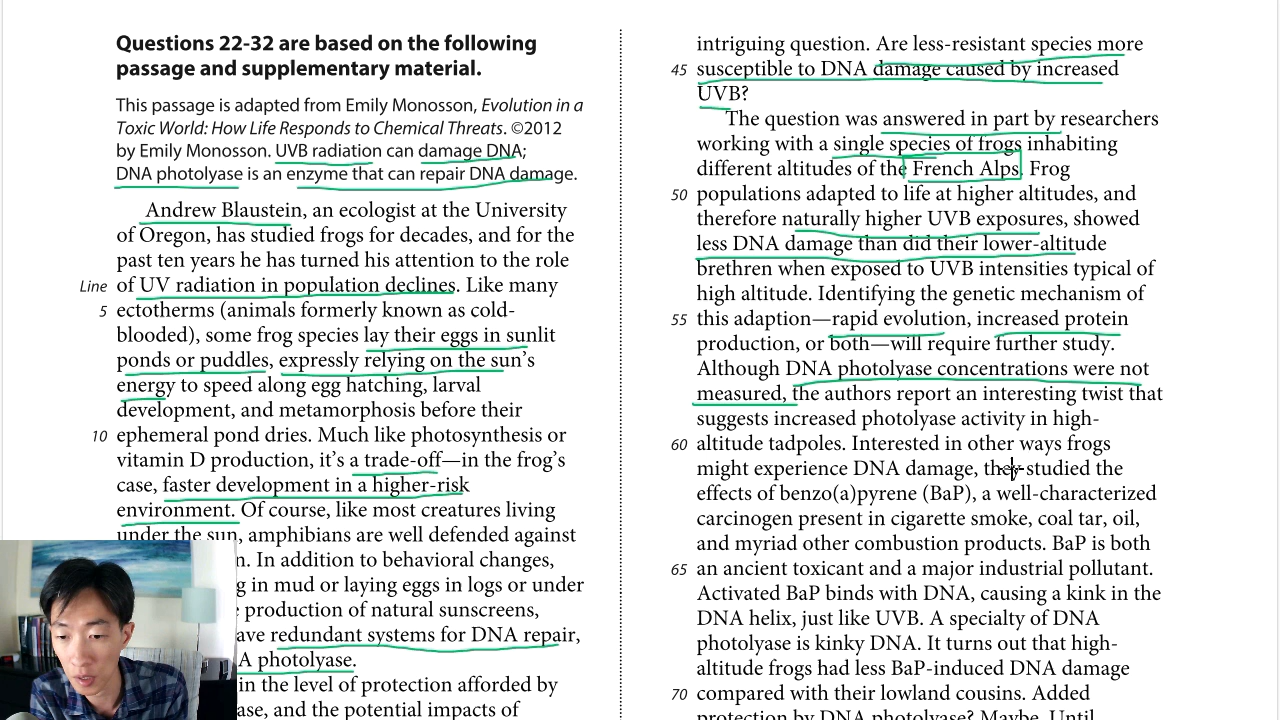 Questions 22-32 are based on the following
passage and supplementary material.
This passage is adapted from Emily Monosson, Evolution in a
Toxic World: How Life Responds to Chemical Threats. ©2012
by Emily Monosson. UVB radiation can damage DNA;
DNA photolyase is an enzyme that can repair DNA damage.
Andrew Blaustein, an ecologist at the University
of Oregon, has studied frogs for decades, and for the
past ten years he has turned his attention to the role
Line of UV radiation in population declines. Like many
5 ectotherms (animals formerly known as cold-
blooded), some frog species lay their eggs in sunlit
ponds or puddles, expressly relying on the sun's
energy to speed along egg hatching, larval
development, and metamorphosis before their
10 ephemeral pond dries. Much like photosynthesis or
vitamin D production, it's a trade-off—in the frog's
case, faster development in a higher-risk
environment. Of course, like most creatures living
under the sun, amphibians are well defended against
n. In addition to behavioral changes,
g in mud or laying eggs in logs or under
e production of natural sunscreens,
ave redundant systems for DNA repair,
A photolyase.
in the level of protection afforded by
ase, and the potential impacts of
intriguing question. Are less-resistant species more
45 susceptible to DNA damage caused by increased
UVB?
The question was answered in part by researchers
working with a single species of frogs inhabiting
different altitudes of the French Alps. Frog
50 populations adapted to life at higher altitudes, and
therefore naturally higher UVB exposures, showed
less DNA damage than did their lower-altitude
brethren when exposed to UVB intensities typical of
high altitude. Identifying the genetic mechanism of
55 this adaption—rapid evolution, increased protein
production, or both—will require further study.
Although DNA photolyase concentrations were not
measured, the authors report an interesting twist that
suggests increased photolyase activity in high-
60 altitude tadpoles. Interested in other ways frogs
might experience DNA damage, they studied the
effects of benzo(a)pyrene (BaP), a well-characterized
carcinogen present in cigarette smoke, coal tar, oil,
and myriad other combustion products. BaP is both
65 an ancient toxicant and a major industrial pollutant.
Activated BaP binds with DNA, causing a kink in the
DNA helix, just like UVB. A specialty of DNA
photolyase is kinky DNA. It turns out that high-
altitude frogs had less BaP-induced DNA damage
70 compared with their lowland cousins. Added
protection by DNA photolyase? Maybe. Until